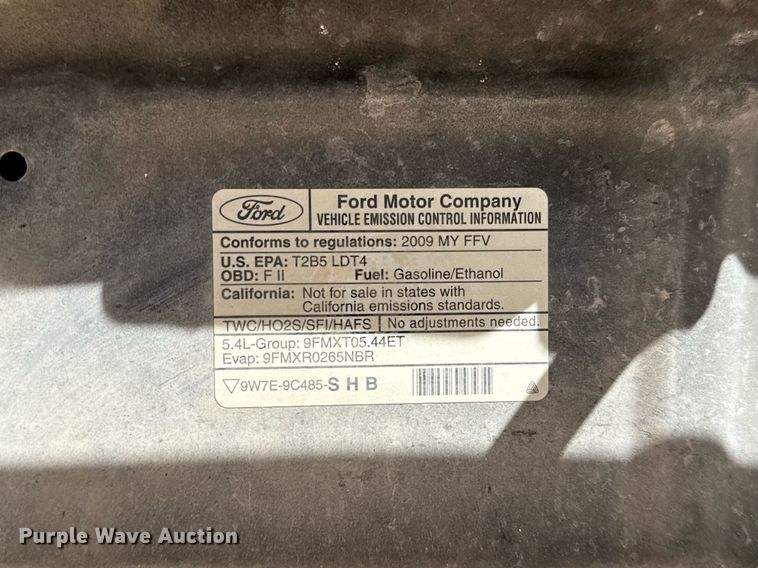 Ford
Ford Motor Company
VEHICLE EMISSION CONTROL INFORMATION
Conforms to regulations: 2009 MY FFV
U.S. EPA: T2B5 LDT4
OBD: F II Fuel: Gasoline/Ethanol
California: Not for sale in states with
California emissions standards.
TWC/HO2S/SFI/HAFS No adjustments needed.
5.4L-Group: 9FMXT05.44ET
Evap: 9FMXR0265NBR
9W7E-9C485-S H B
Purple Wave Auction